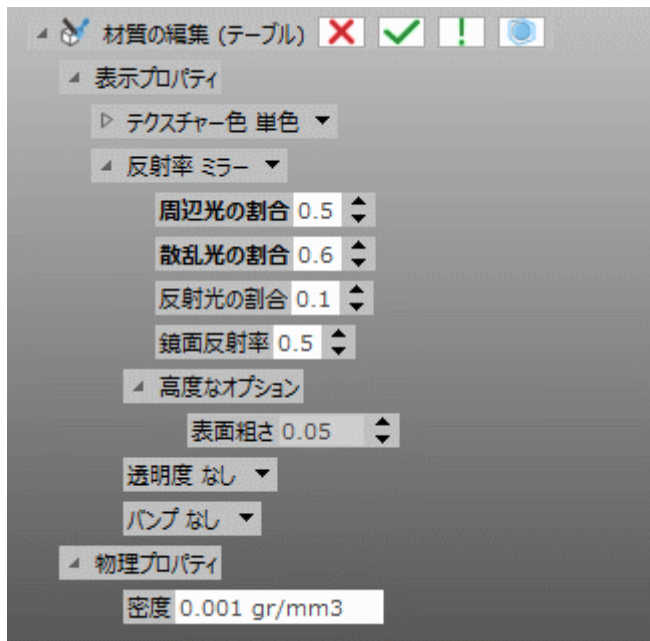 材質の編集 (テーブル)
表示プロパティ
テクスチャー色 単色
反射率 ミラー
周辺光の割合 0.5
散乱光の割合 0.6
反射光の割合 0.1
鏡面反射率 0.5
高度なオプション
表面粗さ 0.05
透明度 なし
バンプ なし
物理プロパティ
密度 0.001 gr/mm3